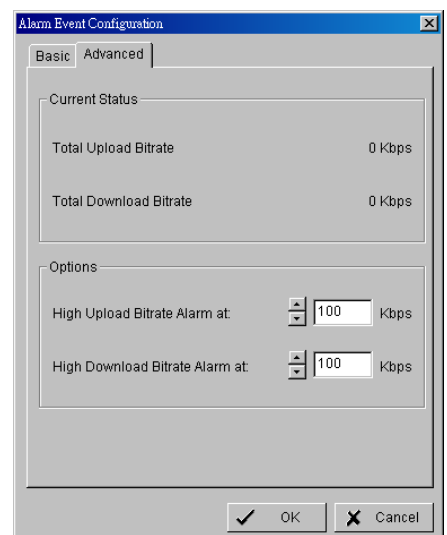 Alarm Event Configuration
Basic Advanced
Current Status
Total Upload Bitrate 0 Kbps
Total Download Bitrate 0 Kbps
Options
High Upload Bitrate Alarm at: 100 Kbps
High Download Bitrate Alarm at: 100 Kbps
OK Cancel